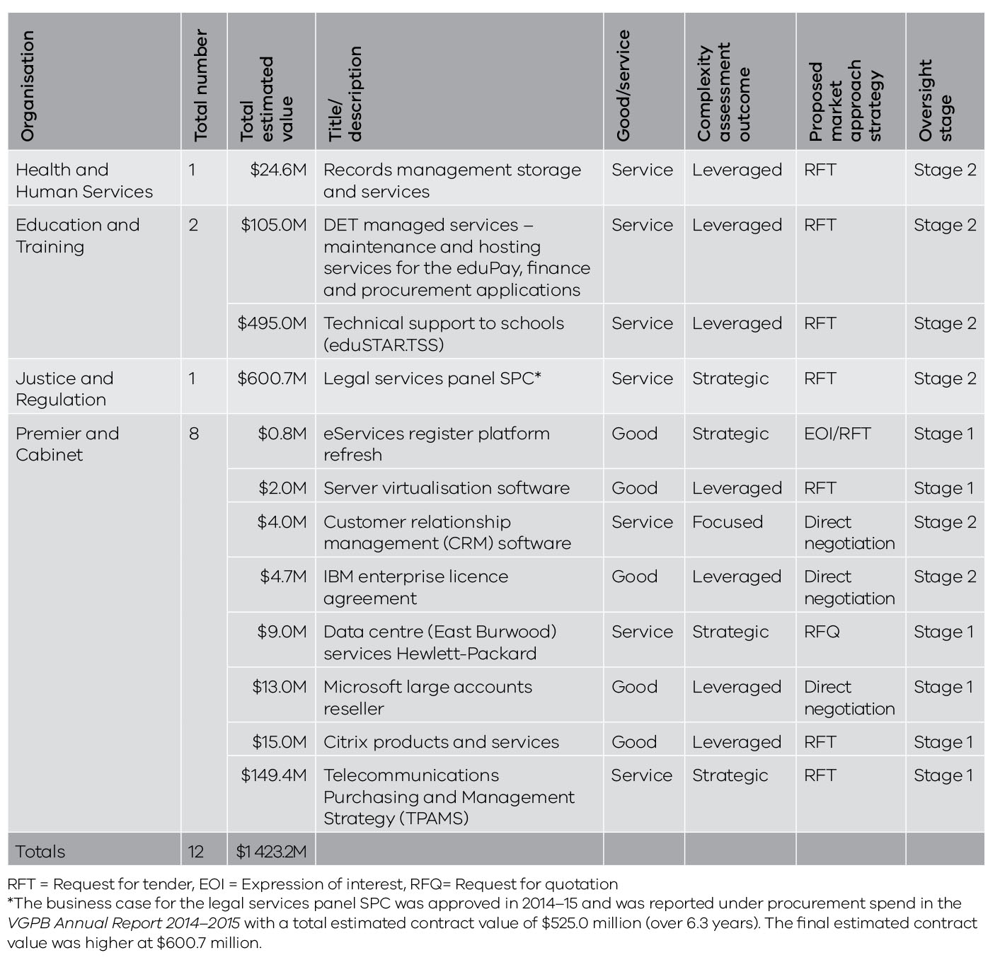 Organisation
Total number
Total
estimated
value
Title/
description
Good/service
Complexity
assessment
outcome
Proposed
market
approach
strategy
Oversight
stage
Health and
Human Services
1
$24.6M
Records management storage
and services
Service
Leveraged
RFT
Stage 2
Education and
Training
2
$105.0M
DET managed services –
maintenance and hosting
services for the eduPay, finance
and procurement applications
Service
Leveraged
RFT
Stage 2
$495.0M
Technical support to schools
(eduSTAR.TSS)
Service
Leveraged
RFT
Stage 2
Justice and
Regulation
1
$600.7M
Legal services panel SPC*
Service
Strategic
RFT
Stage 2
Premier and
Cabinet
8
$0.8M
eServices register platform
refresh
Good
Strategic
EOI/RFT
Stage 1
$2.0M
Server virtualisation software
Good
Leveraged
RFT
Stage 1
$4.0M
Customer relationship
management (CRM) software
Service
Focused
Direct
negotiation
Stage 2
$4.7M
IBM enterprise licence
agreement
Good
Leveraged
Direct
negotiation
Stage 2
$9.0M
Data centre (East Burwood)
services Hewlett-Packard
Service
Strategic
RFQ
Stage 1
$13.0M
Microsoft large accounts
reseller
Good
Leveraged
Direct
negotiation
Stage 1
$15.0M
Citrix products and services
Good
Leveraged
RFT
Stage 1
$149.4M
Telecommunications
Purchasing and Management
Strategy (TPAMS)
Service
Strategic
RFT
Stage 1
Totals
12
$1 423.2M
RFT = Request for tender, EOI = Expression of interest, RFQ= Request for quotation
*The business case for the legal services panel SPC was approved in 2014–15 and was reported under procurement spend in the
VGPB Annual Report 2014–2015 with a total estimated contract value of $525.0 million (over 6.3 years). The final estimated contract
value was higher at $600.7 million.